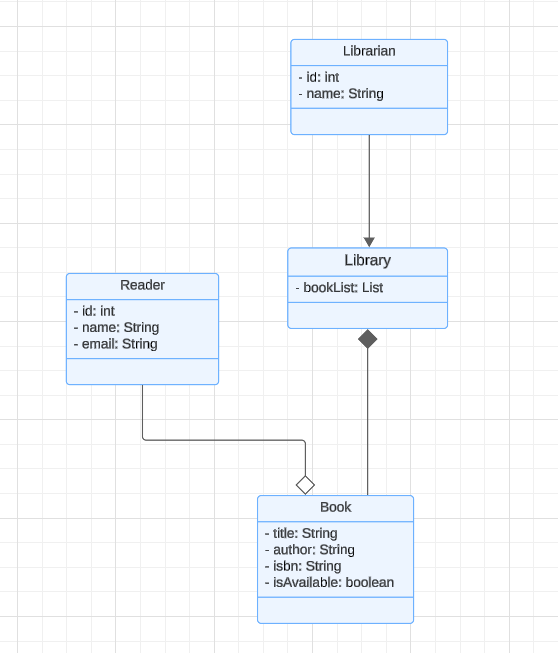 Librarian
- id: int
- name: String
Library
- bookList: List
Reader
- id: int
- name: String
- email: String
Book
- title: String
- author: String
- isbn: String
- isAvailable: boolean